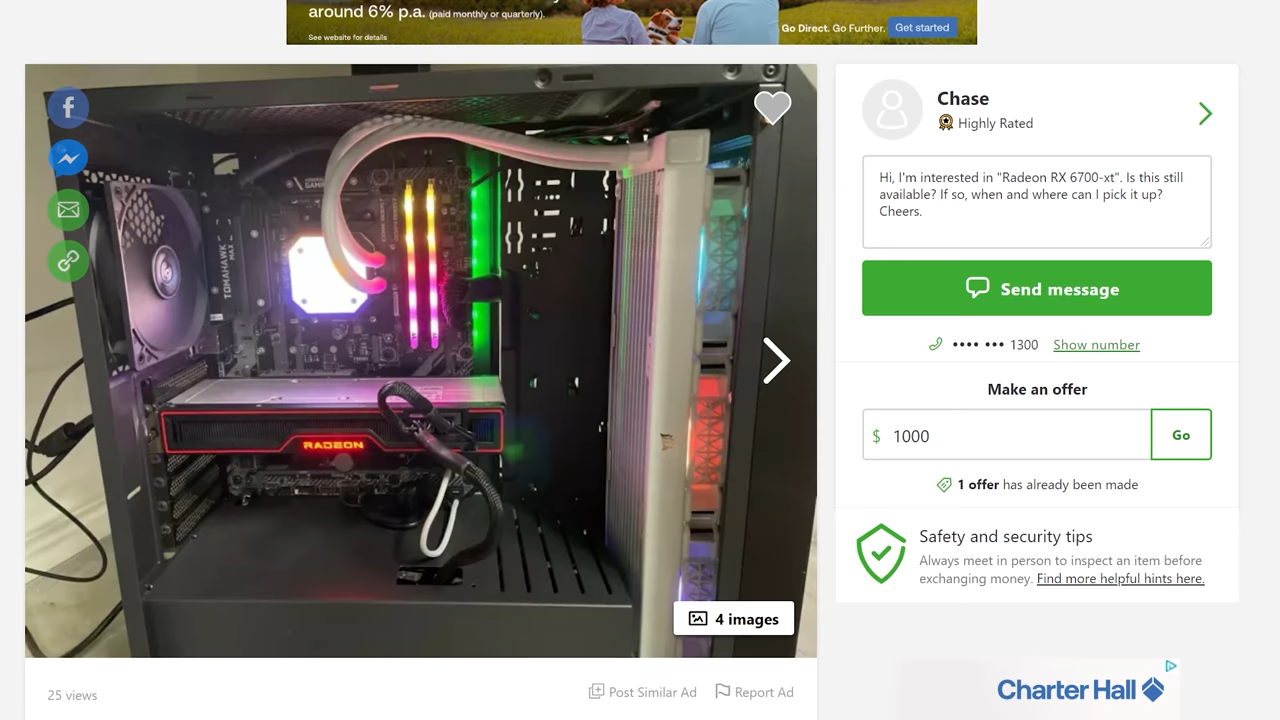 around 6% p.a. (paid monthly or quarterly).
See website for details
Go Direct. Go Further. Get started
Chase
Highly Rated
Hi, I'm interested in "Radeon RX 6700-xt". Is this still
available? If so, when and where can I pick it up?
Cheers.
Send message
•••• ••• 1300 Show number
Make an offer
$ 1000 Go
1 offer has already been made
Safety and security tips
Always meet in person to inspect an item before
exchanging money. Find more helpful hints here.
TOMAHAWK
MAX
RADEON
4 images
25 views
Post Similar Ad
Report Ad
Charter Hall